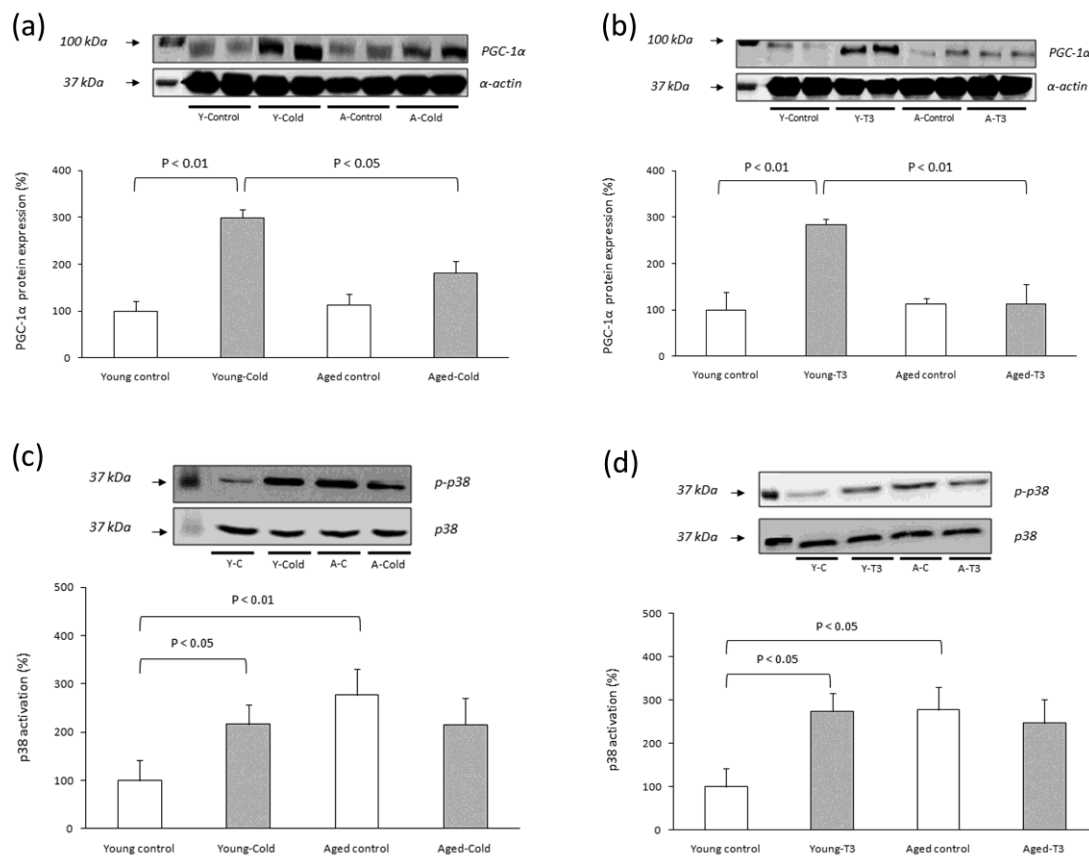 (a)
100 kDa
PGC-1α
37 kDa
α-actin
Y-Control Y-Cold A-Control A-Cold
P < 0.01 P < 0.05
PGC-1α protein expression (%)
400
300
200
100
0
Young control Young-Cold Aged control Aged-Cold
(b)
100 kDa
PGC-1α
37 kDa
α-actin
Y-Control Y-T3 A-Control A-T3
P < 0.01 P < 0.01
PGC-1α protein expression (%)
400
300
200
100
0
Young control Young-T3 Aged control Aged-T3
(c)
37 kDa p-p38
37 kDa p38
Y-C Y-Cold A-C A-Cold
P < 0.01
P < 0.05
p38 activation (%)
500
400
300
200
100
0
Young control Young-Cold Aged control Aged-Cold
(d)
37 kDa p-p38
37 kDa p38
Y-C Y-T3 A-C A-T3
P < 0.05
P < 0.05
p38 activation (%)
500
400
300
200
100
0
Young control Young-T3 Aged control Aged-T3